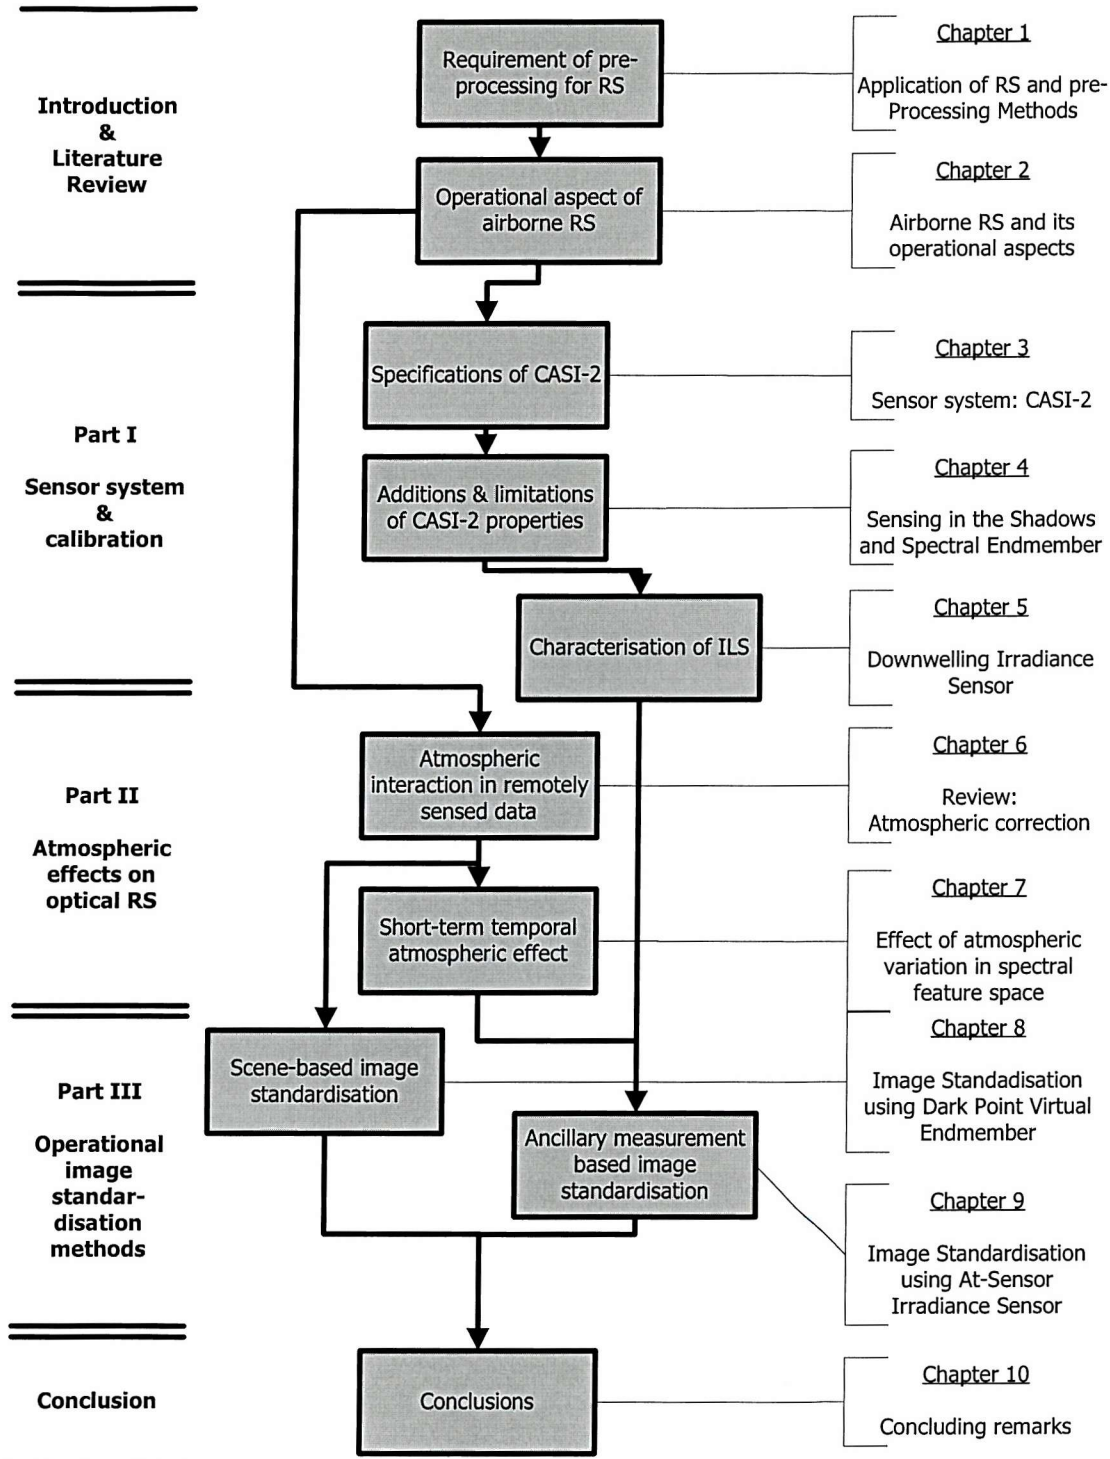 Introduction
&
Literature
Review
Requirement of pre-
processing for RS
Chapter 1
Application of RS and pre-
Processing Methods
Operational aspect of
airborne RS
Chapter 2
Airborne RS and its
operational aspects
Part I
Sensor system
&
calibration
Specifications of CASI-2
Chapter 3
Sensor system: CASI-2
Additions & limitations
of CASI-2 properties
Chapter 4
Sensing in the Shadows
and Spectral Endmember
Characterisation of ILS
Chapter 5
Downwelling Irradiance
Sensor
Part II
Atmospheric
effects on
optical RS
Atmospheric
interaction in remotely
sensed data
Chapter 6
Review:
Atmospheric correction
Short-term temporal
atmospheric effect
Chapter 7
Effect of atmospheric
variation in spectral
feature space
Part III
Operational
image
standar-
disation
methods
Scene-based image
standardisation
Chapter 8
Image Standadisation
using Dark Point Virtual
Endmember
Ancillary measurement
based image
standardisation
Chapter 9
Image Standardisation
using At-Sensor
Irradiance Sensor
Conclusion
Conclusions
Chapter 10
Concluding remarks